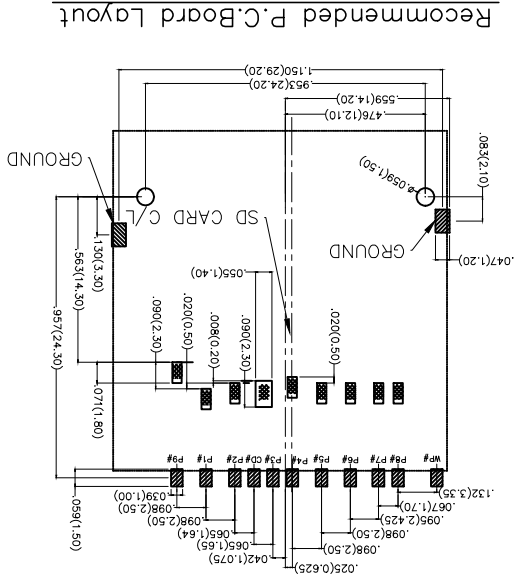 Recommended P.C.Board Layout
1.150(29.20)
.953(24.20)
.559(14.20)
.476(12.10)
.083(2.10)
ø.059(1.50)
GROUND
GROUND
SD CARD C/L
.047(1.20)
.130(3.30)
.563(14.30)
.957(24.30)
.055(1.40)
.090(2.30)
.020(0.50)
.008(0.20)
.090(2.30)
.020(0.50)
.071(1.80)
P9#
P1#
P2#
CD#
P3#
P4#
P5#
P6#
P7#
P8#
WP#
.059(1.50)
.039(1.00)
.098(2.50)
.098(2.50)
.065(1.64)
.065(1.65)
.042(1.075)
.025(0.625)
.098(2.50)
.098(2.50)
.095(2.425)
.067(1.70)
.132(3.35)